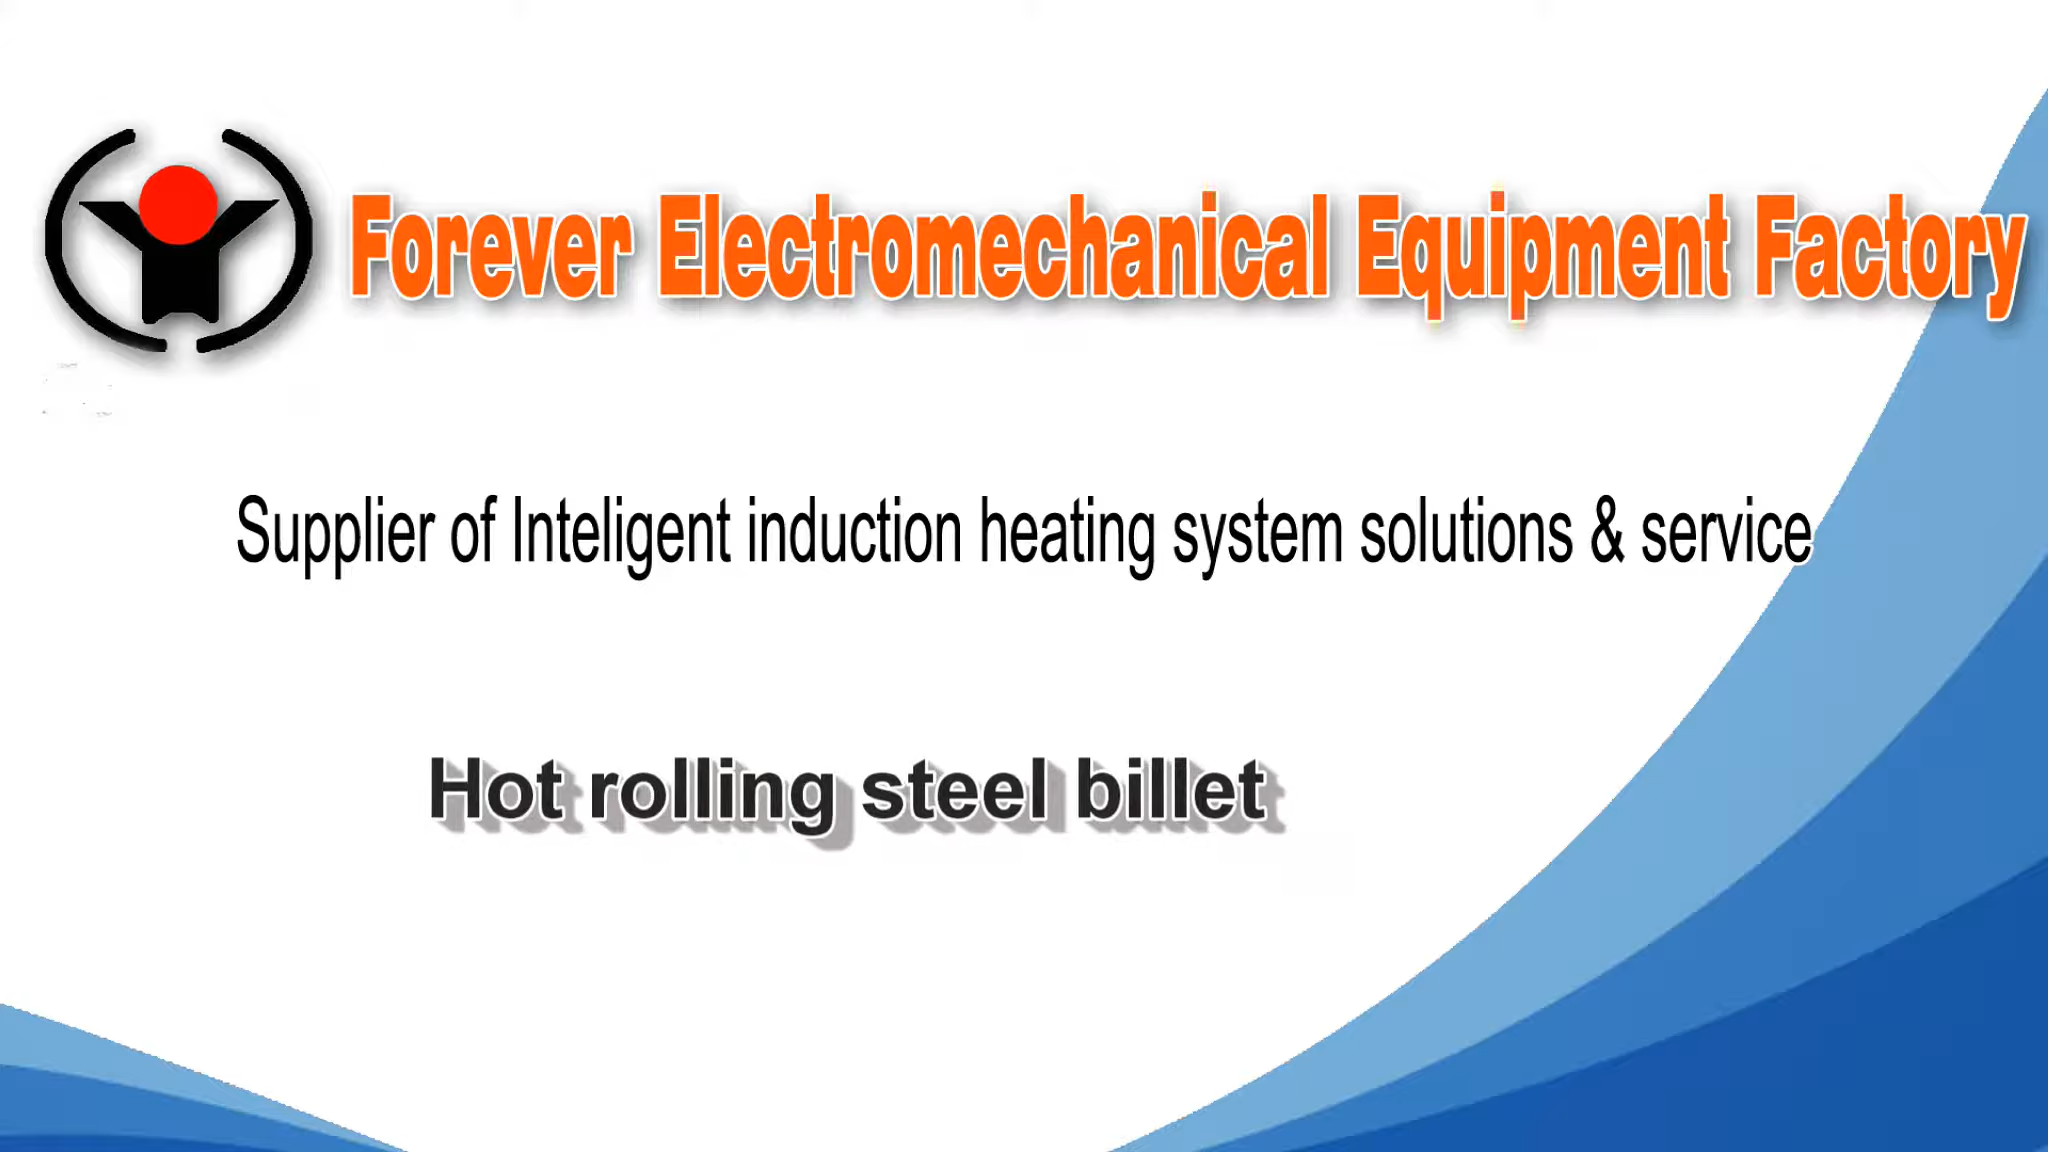 Forever Electromechanical Equipment Factory
Supplier of Inteligent induction heating system solutions & service
Hot rolling steel billet